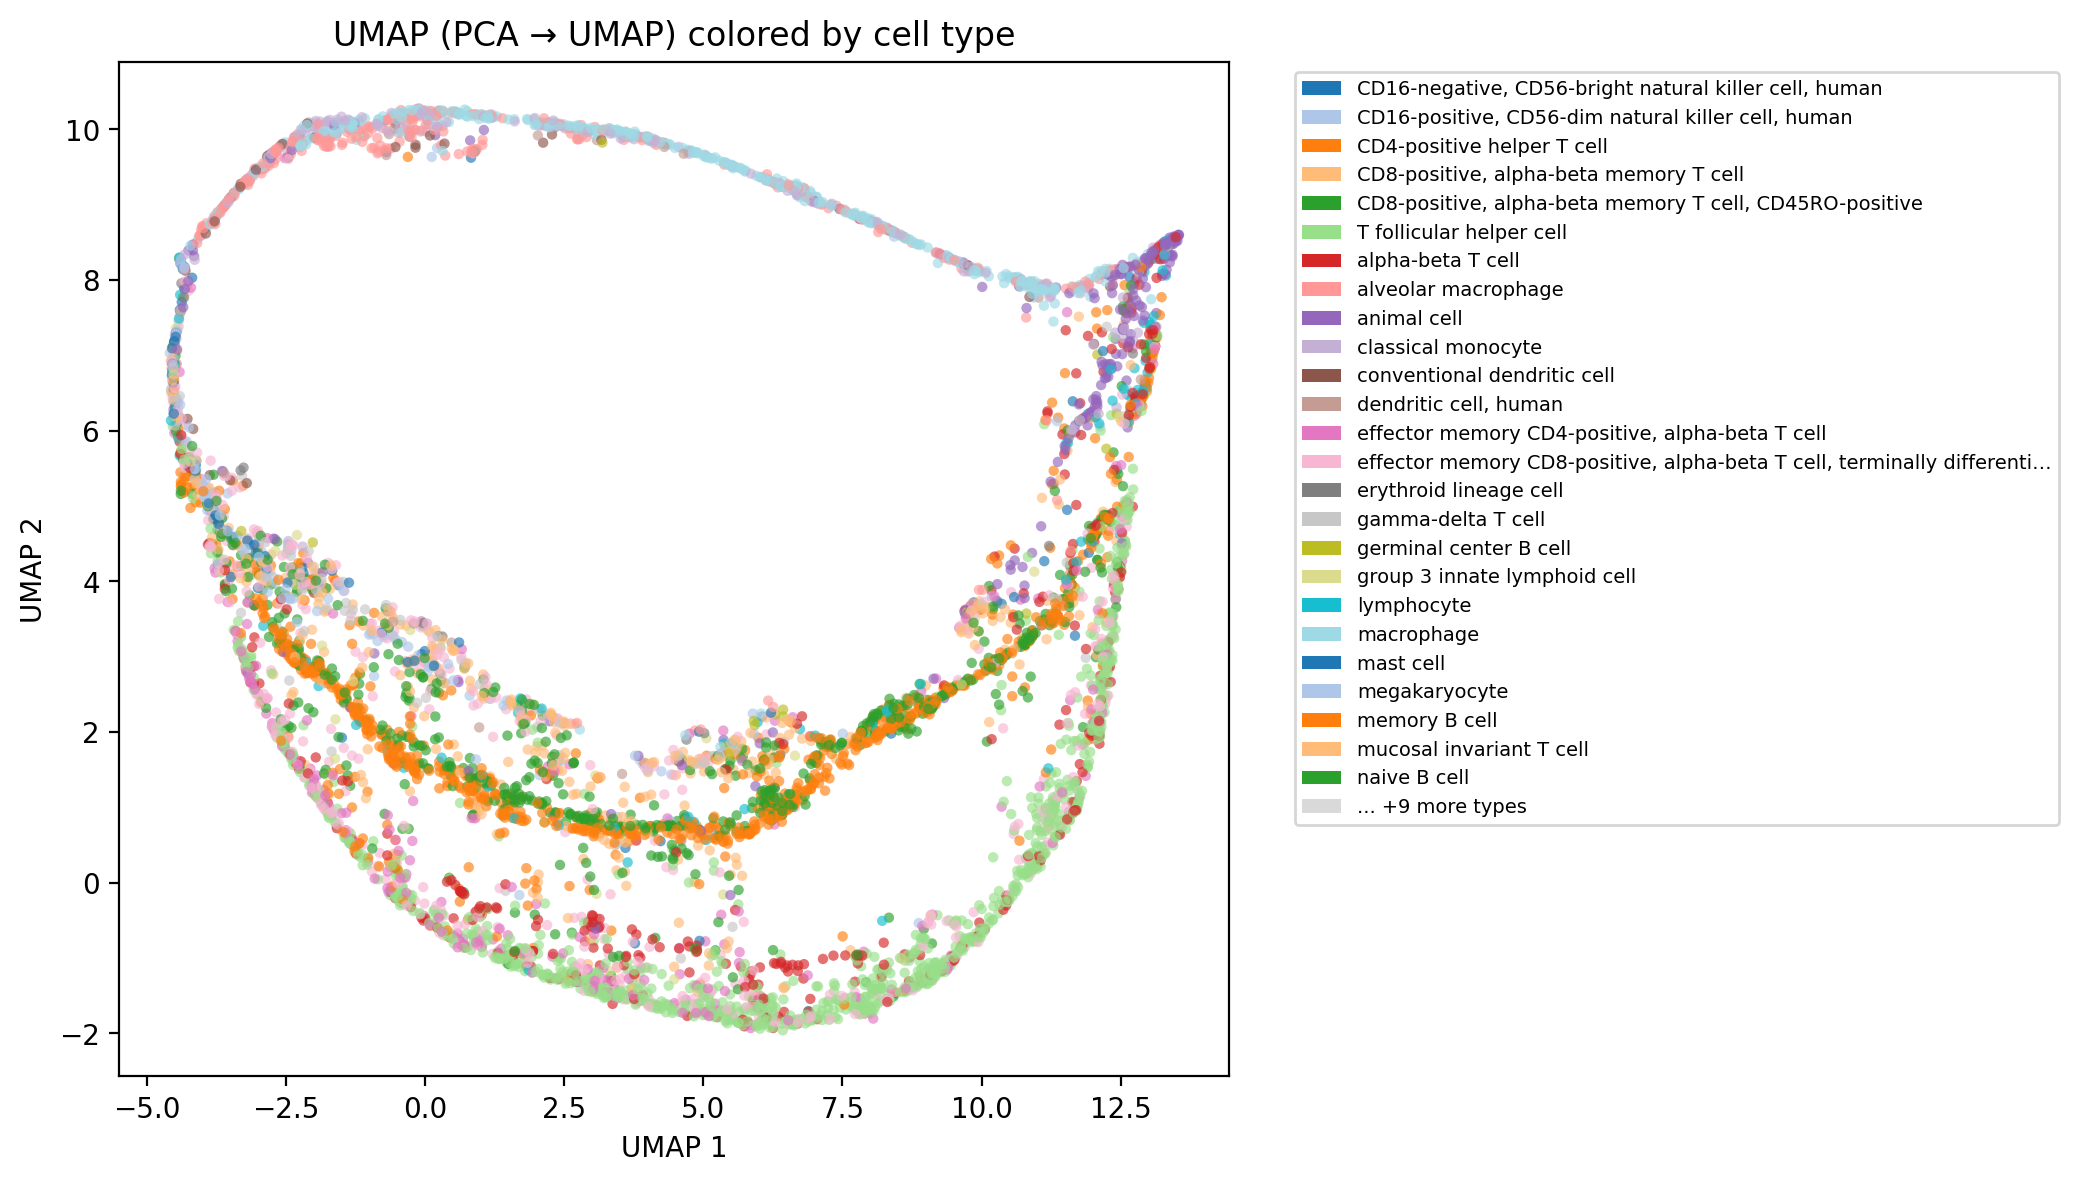 UMAP (PCA → UMAP) colored by cell type
10
8
6
4
2
0
−2
UMAP 2
−5.0
−2.5
0.0
2.5
5.0
7.5
10.0
12.5
UMAP 1
CD16-negative, CD56-bright natural killer cell, human
CD16-positive, CD56-dim natural killer cell, human
CD4-positive helper T cell
CD8-positive, alpha-beta memory T cell
CD8-positive, alpha-beta memory T cell, CD45RO-positive
T follicular helper cell
alpha-beta T cell
alveolar macrophage
animal cell
classical monocyte
conventional dendritic cell
dendritic cell, human
effector memory CD4-positive, alpha-beta T cell
effector memory CD8-positive, alpha-beta T cell, terminally differenti…
erythroid lineage cell
gamma-delta T cell
germinal center B cell
group 3 innate lymphoid cell
lymphocyte
macrophage
mast cell
megakaryocyte
memory B cell
mucosal invariant T cell
naive B cell
… +9 more types